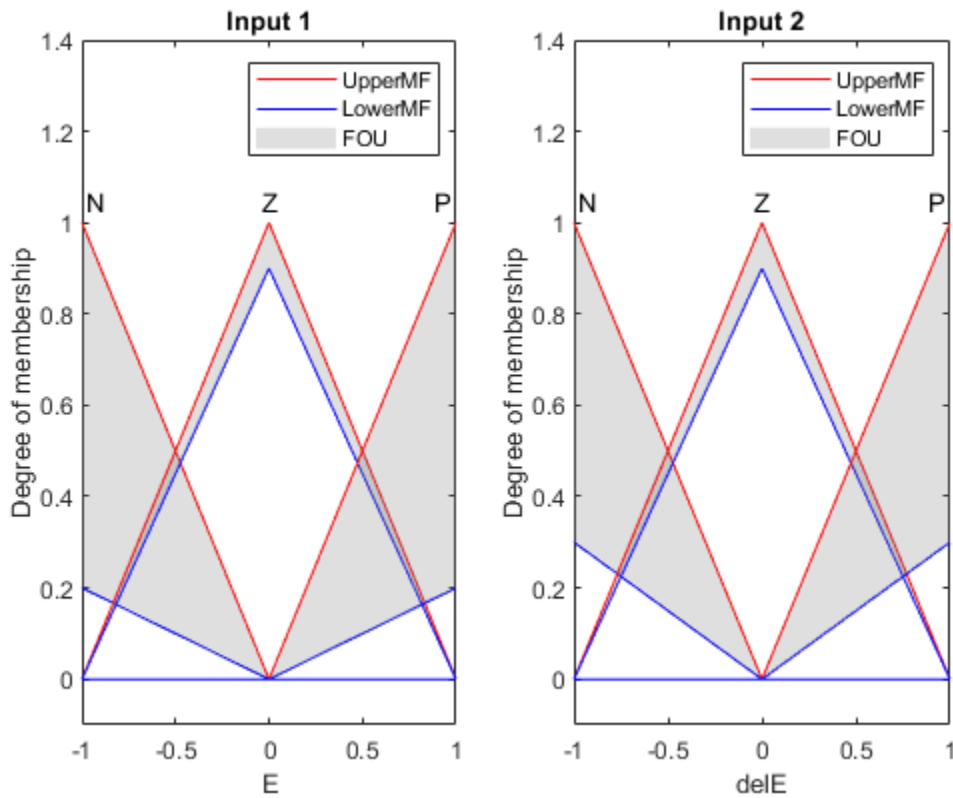 Input 1
1.4
1.2
1
0.8
0.6
0.4
0.2
0
Degree of membership
UpperMF
LowerMF
FOU
N
Z
P
-1
-0.5
0
0.5
1
E
Input 2
1.4
1.2
1
0.8
0.6
0.4
0.2
0
Degree of membership
UpperMF
LowerMF
FOU
N
Z
P
-1
-0.5
0
0.5
1
delE